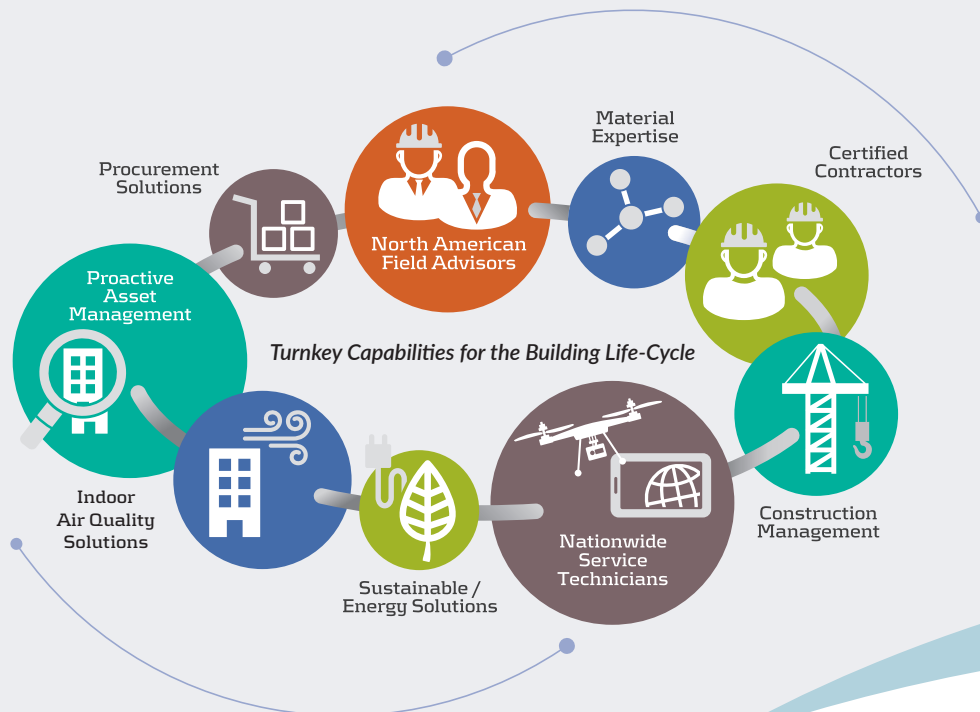 Material
Expertise
Certified
Contractors
Procurement
Solutions
North American
Field Advisors
Proactive
Asset
Management
Turnkey Capabilities for the Building Life-Cycle
Indoor
Air Quality
Solutions
Sustainable /
Energy Solutions
Nationwide
Service
Technicians
Construction
Management